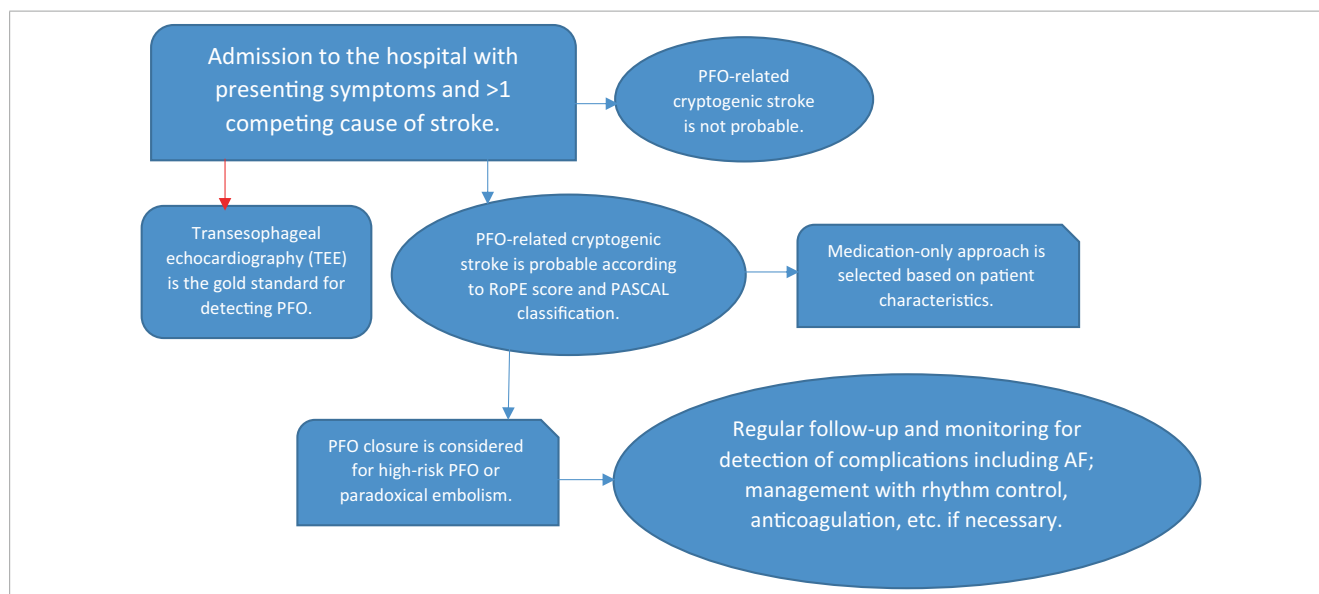 Admission to the hospital with
presenting symptoms and >1
competing cause of stroke.
PFO-related
cryptogenic stroke
is not probable.
Transesophageal
echocardiography (TEE)
is the gold standard for
detecting PFO.
PFO-related cryptogenic
stroke is probable according
to RoPE score and PASCAL
classification.
Medication-only approach is
selected based on patient
characteristics.
PFO closure is considered
for high-risk PFO or
paradoxical embolism.
Regular follow-up and monitoring for
detection of complications including AF;
management with rhythm control,
anticoagulation, etc. if necessary.